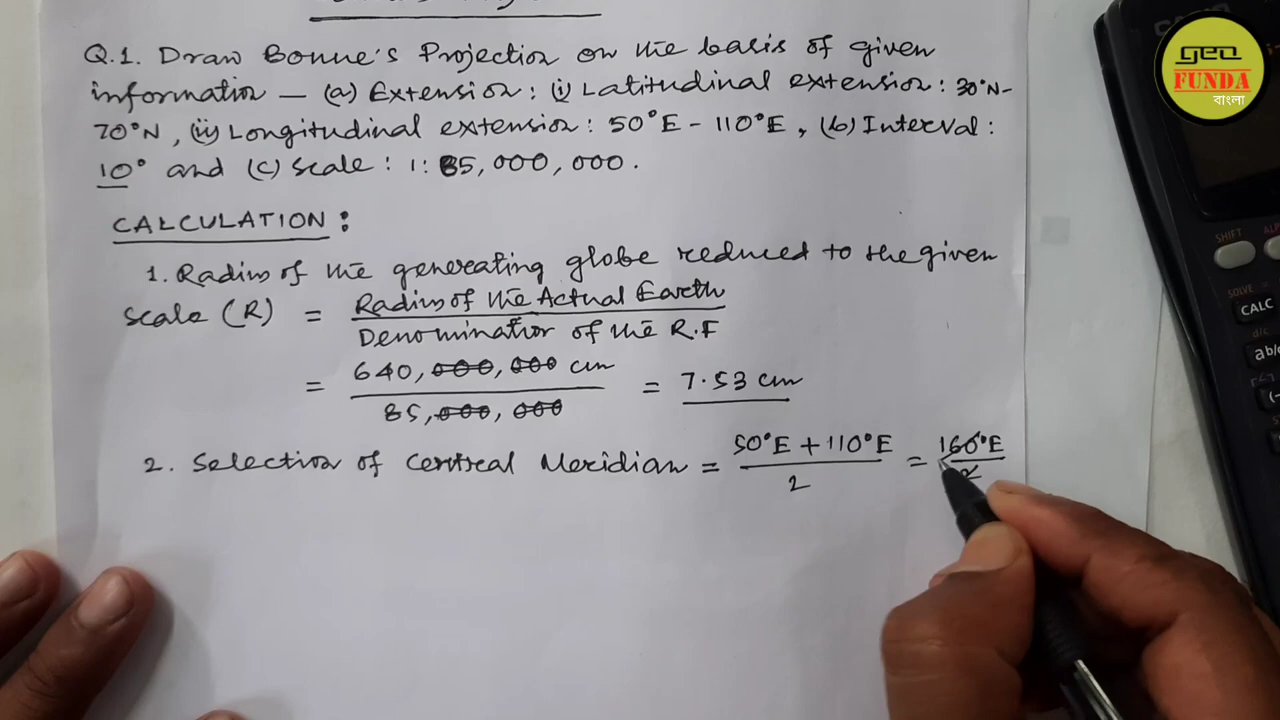 Q.1. Draw Bonne's Projection on the basis of given
information — (a) Extension: (i) Latitudinal extension: 30°N-
70°N, (ii) Longitudinal extension: 50°E - 110°E, (b) Interval:
10° and (c) Scale: 1: 85,000,000.
CALCULATION:
1. Radius of the generating globe reduced to the given
scale (R) = Radius of the Actual Earth
Denominator of the R.F
= 640,000,000 cm
85,000,000
= 7.53 cm
2. Selection of Central Meridian = 50°E + 110°E
2
= 160°E
2
GEO
FUNDA
বাংলা
CASIO
SHIFT
SOLVE
CALC
d/c